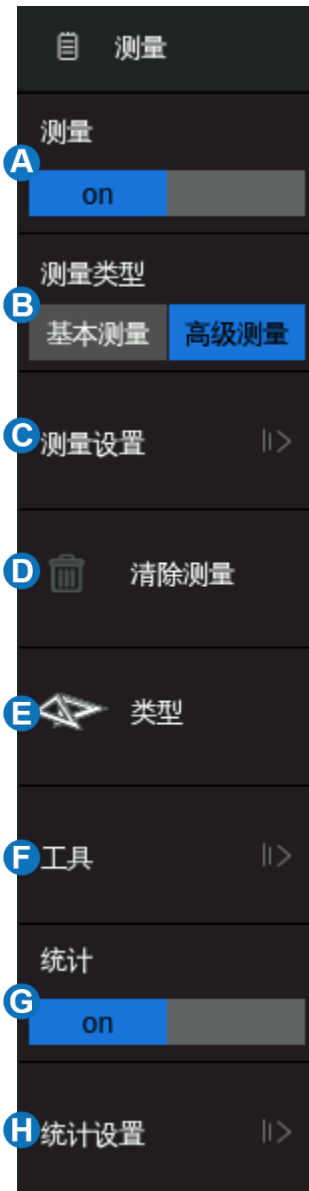 测量
测量
A
on
测量类型
B
基本测量 高级测量
C 测量设置
D 清除测量
E 类型
F 工具
统计
G
on
H 统计设置